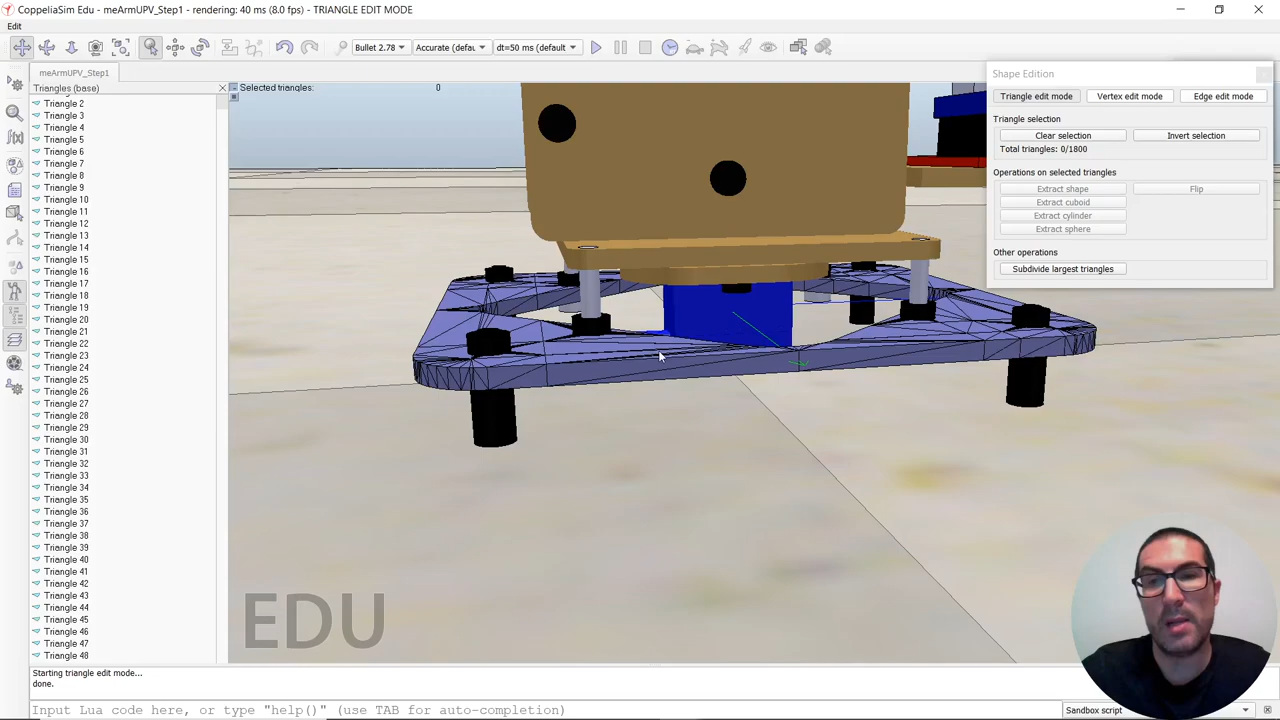 CoppeliaSim Edu - meArmUPV_Step1 - rendering: 40 ms (8.0 fps) - TRIANGLE EDIT MODE
Edit
Bullet 2.78
Accurate (defau
dt=50 ms (default
meArmUPV_Step1
Triangles (base)
Triangle 2
Triangle 3
Triangle 4
Triangle 5
Triangle 6
Triangle 7
Triangle 8
Triangle 9
Triangle 10
Triangle 11
Triangle 12
Triangle 13
Triangle 14
Triangle 15
Triangle 16
Triangle 17
Triangle 18
Triangle 19
Triangle 20
Triangle 21
Triangle 22
Triangle 23
Triangle 24
Triangle 25
Triangle 26
Triangle 27
Triangle 28
Triangle 29
Triangle 30
Triangle 31
Triangle 32
Triangle 33
Triangle 34
Triangle 35
Triangle 36
Triangle 37
Triangle 38
Triangle 39
Triangle 40
Triangle 41
Triangle 42
Triangle 43
Triangle 44
Triangle 45
Triangle 46
Triangle 47
Triangle 48
Selected triangles: 0
EDU
Shape Edition
Triangle edit mode
Vertex edit mode
Edge edit mode
Triangle selection
Clear selection
Invert selection
Total triangles: 0/1800
Operations on selected triangles
Extract shape
Flip
Extract cuboid
Extract cylinder
Extract sphere
Other operations
Subdivide largest triangles
Starting triangle edit mode...
done.
Input Lua code here, or type "help()" (use TAB for auto-completion)
Sandbox script